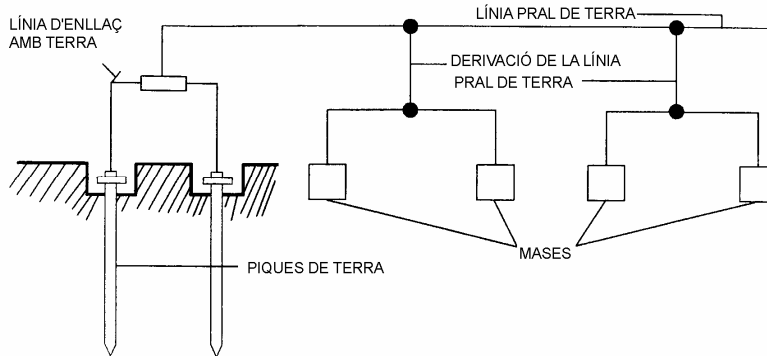 LÍNIA D'ENLLAÇ
AMB TERRA
LÍNIA PRAL DE TERRA
DERIVACIÓ DE LA LÍNIA
PRAL DE TERRA
MASES
PIQUES DE TERRA